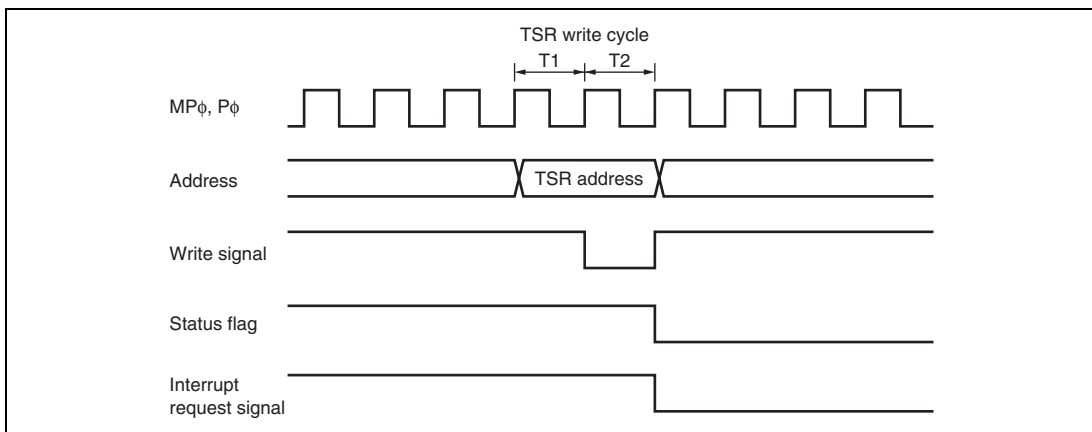 TSR write cycle
T1 T2
MPϕ, Pϕ
Address
TSR address
Write signal
Status flag
Interrupt
request signal